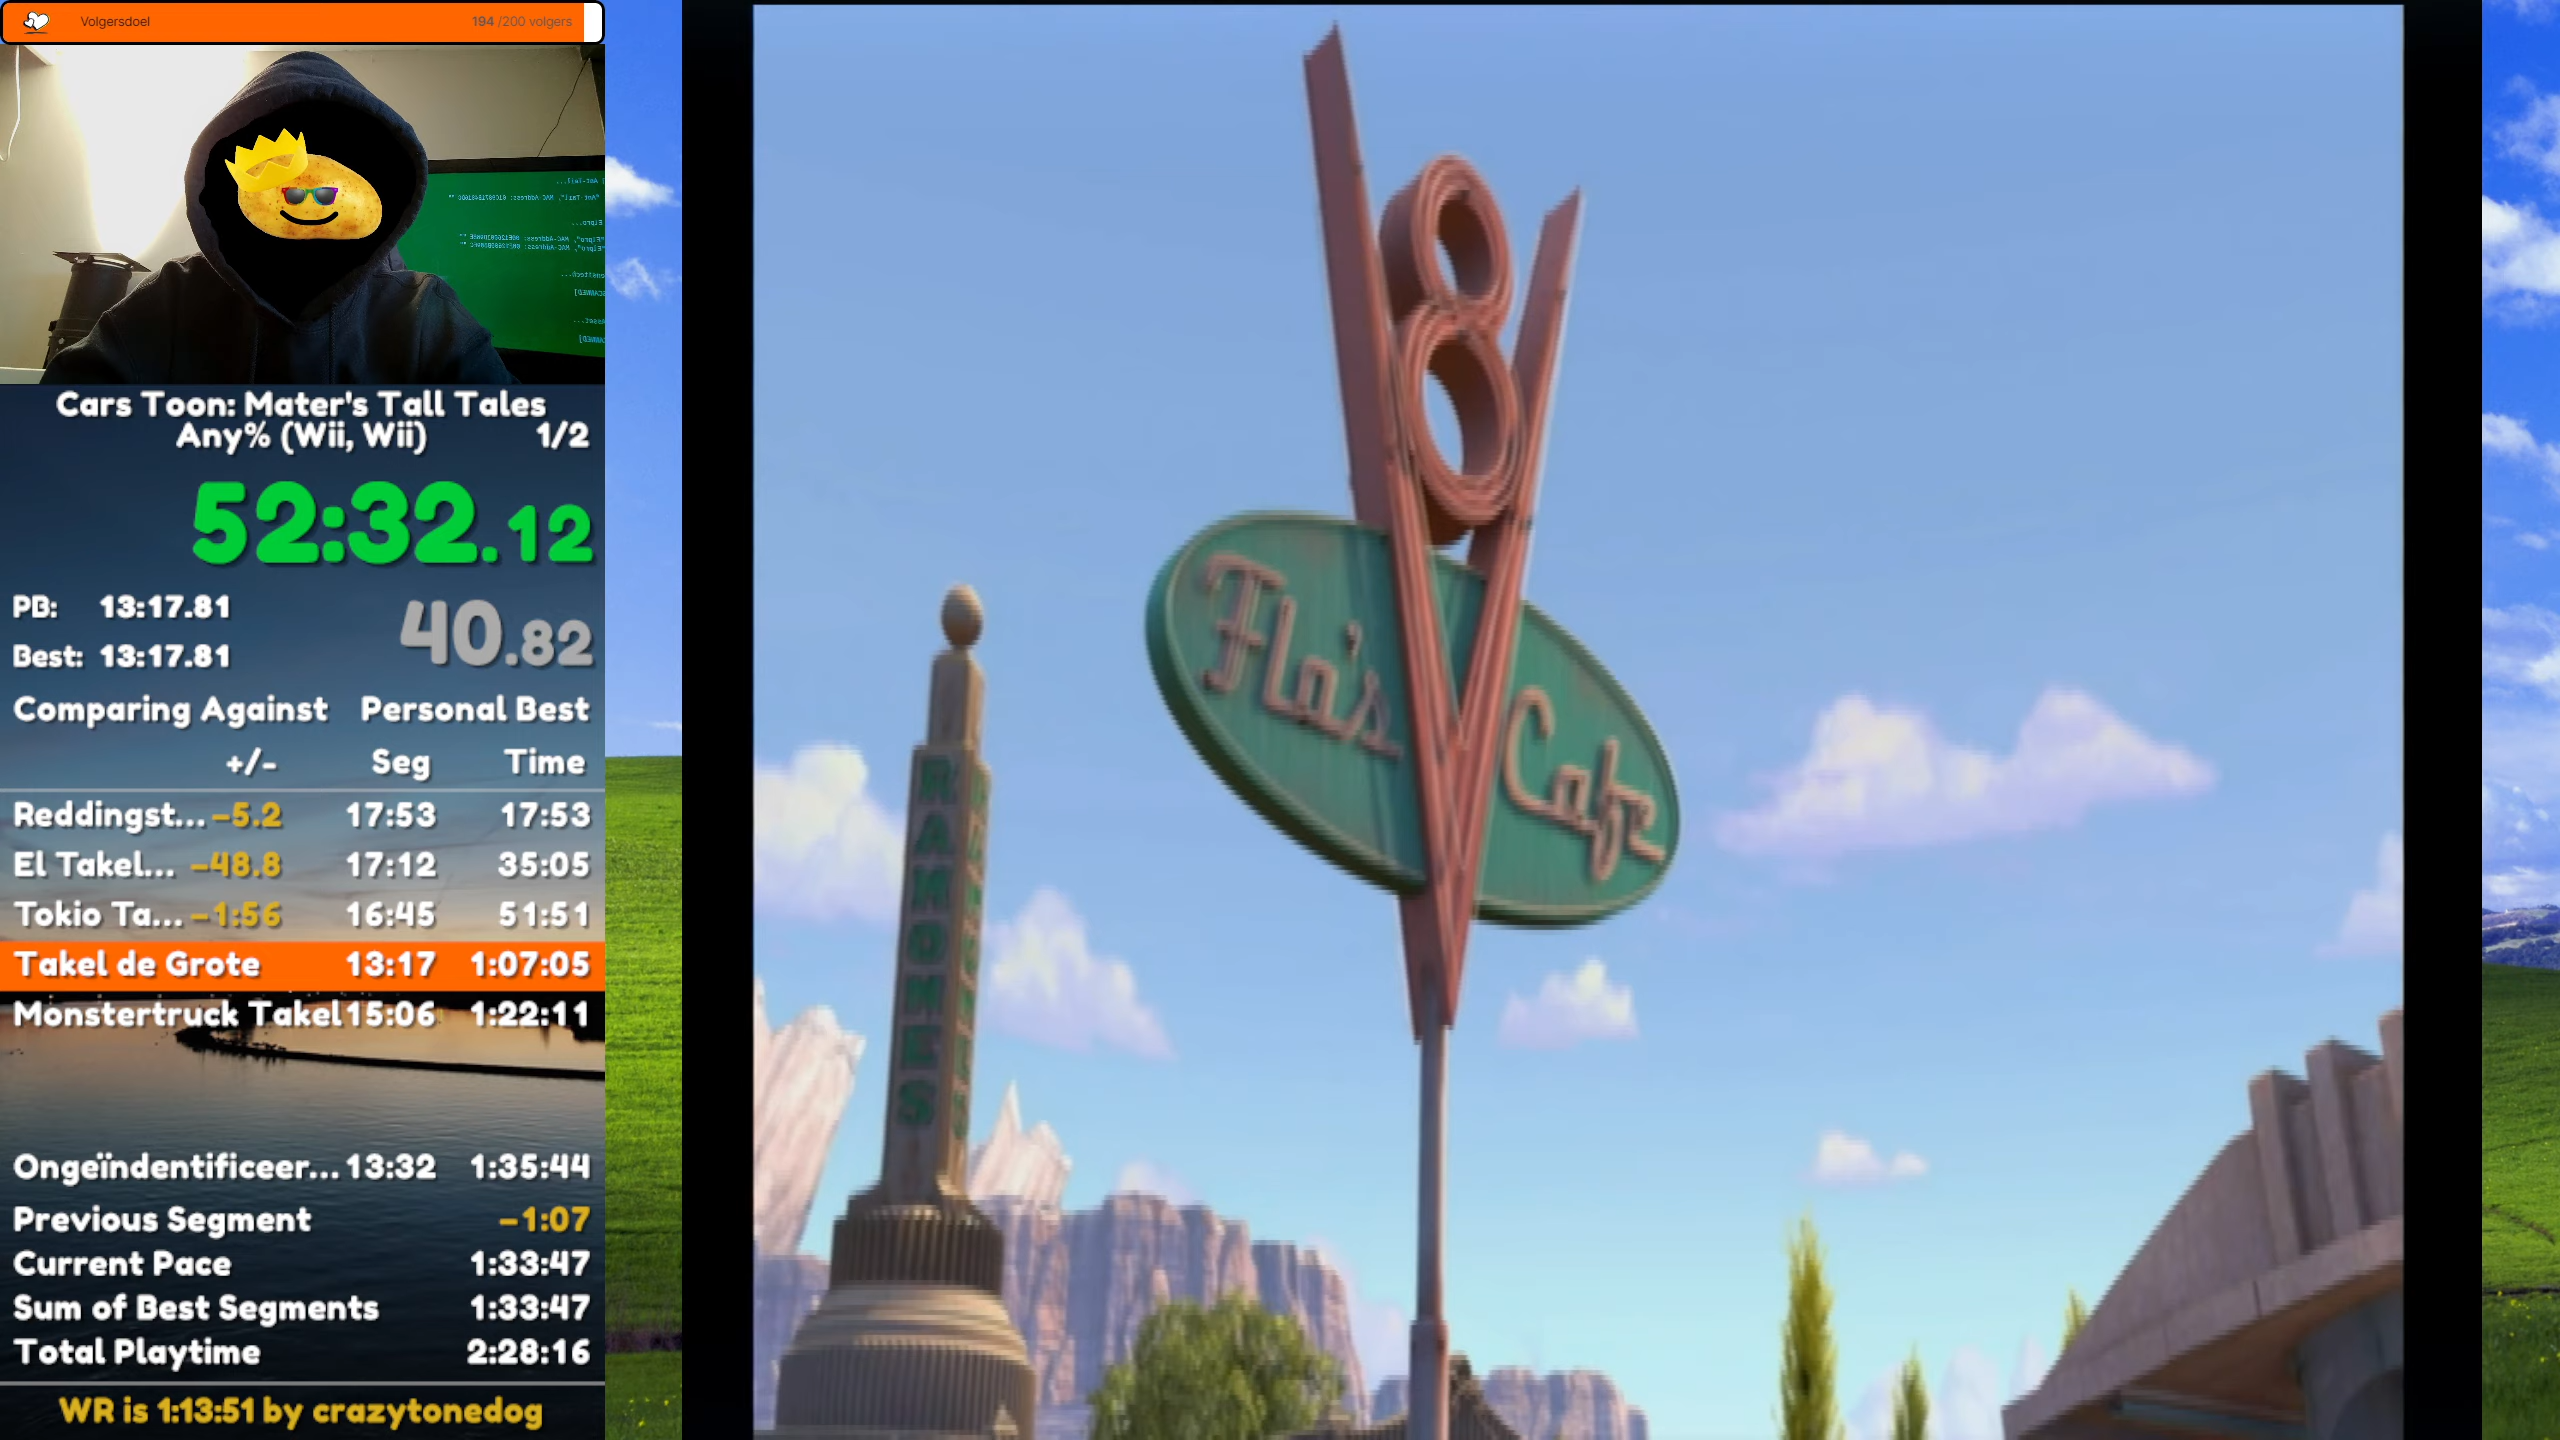 Volgersdoel 194 /200 volgers
Cars Toon: Mater's Tall Tales
Any% (Wii, Wii) 1/2
52:32.12
PB: 13:17.81
40.82
Best: 13:17.81
Comparing Against Personal Best
+/- Seg Time
Reddingst... -5.2 17:53 17:53
El Takel... -48.8 17:12 35:05
Tokio Ta... -1:56 16:45 51:51
Takel de Grote 13:17 1:07:05
Monstertruck Takel 15:06 1:22:11
Ongeïndentificeer... 13:32 1:35:44
Previous Segment -1:07
Current Pace 1:33:47
Sum of Best Segments 1:33:47
Total Playtime 2:28:16
WR is 1:13:51 by crazytonedog
V8
Flo's Cafe
RAMONES